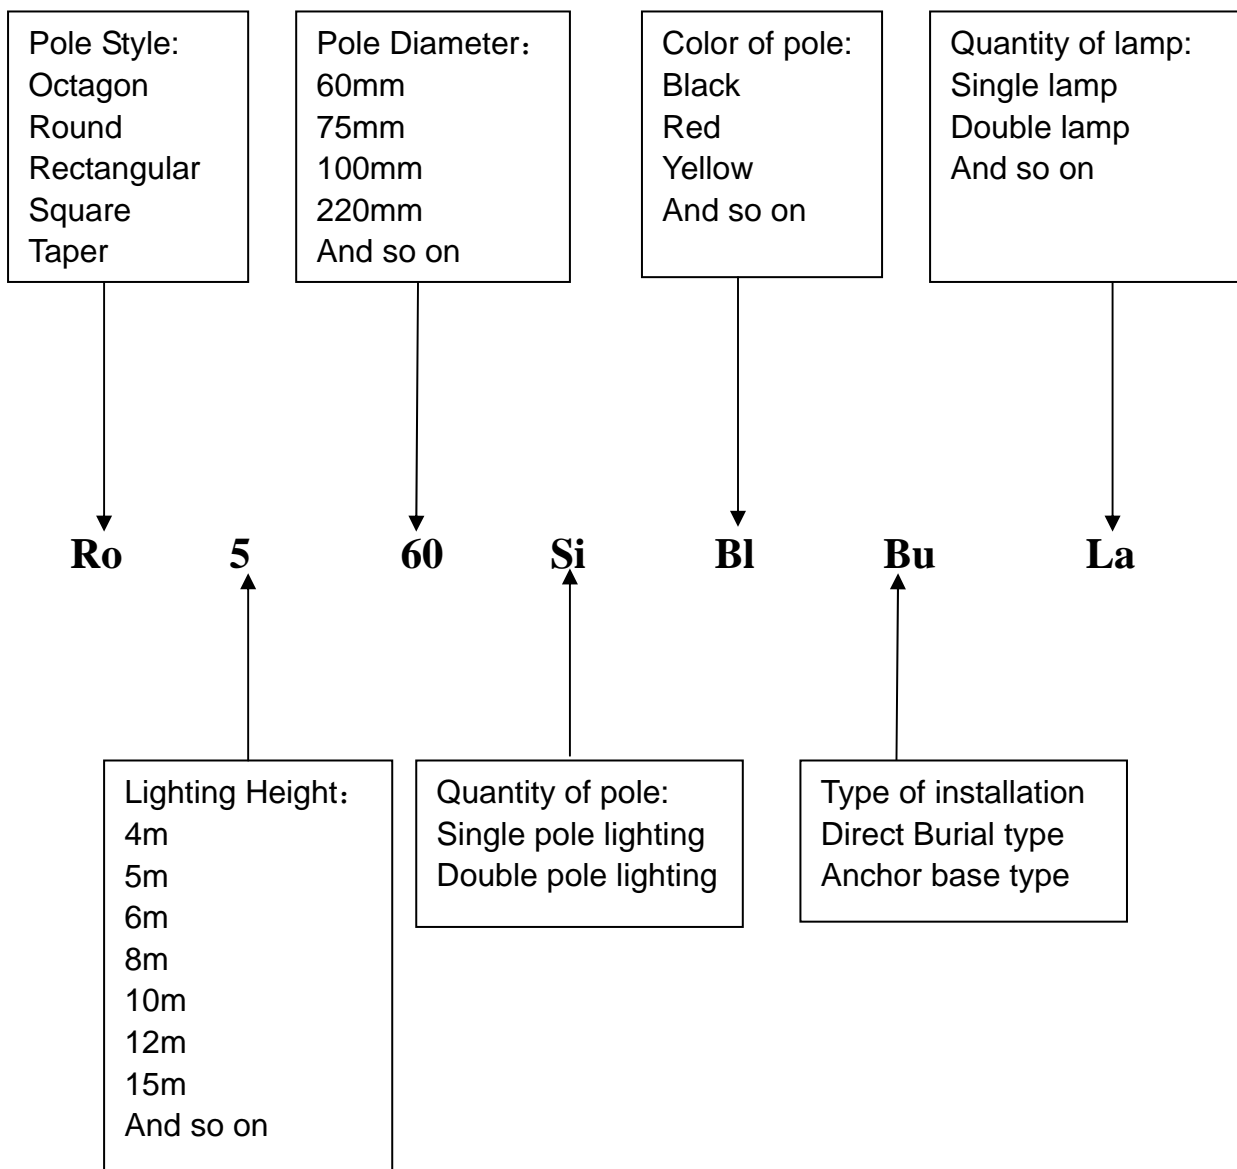 Pole Style:
Octagon
Round
Rectangular
Square
Taper
Pole Diameter：
60mm
75mm
100mm
220mm
And so on
Color of pole:
Black
Red
Yellow
And so on
Quantity of lamp:
Single lamp
Double lamp
And so on
Ro 5 60 Si Bl Bu La
Lighting Height：
4m
5m
6m
8m
10m
12m
15m
And so on
Quantity of pole:
Single pole lighting
Double pole lighting
Type of installation
Direct Burial type
Anchor base type